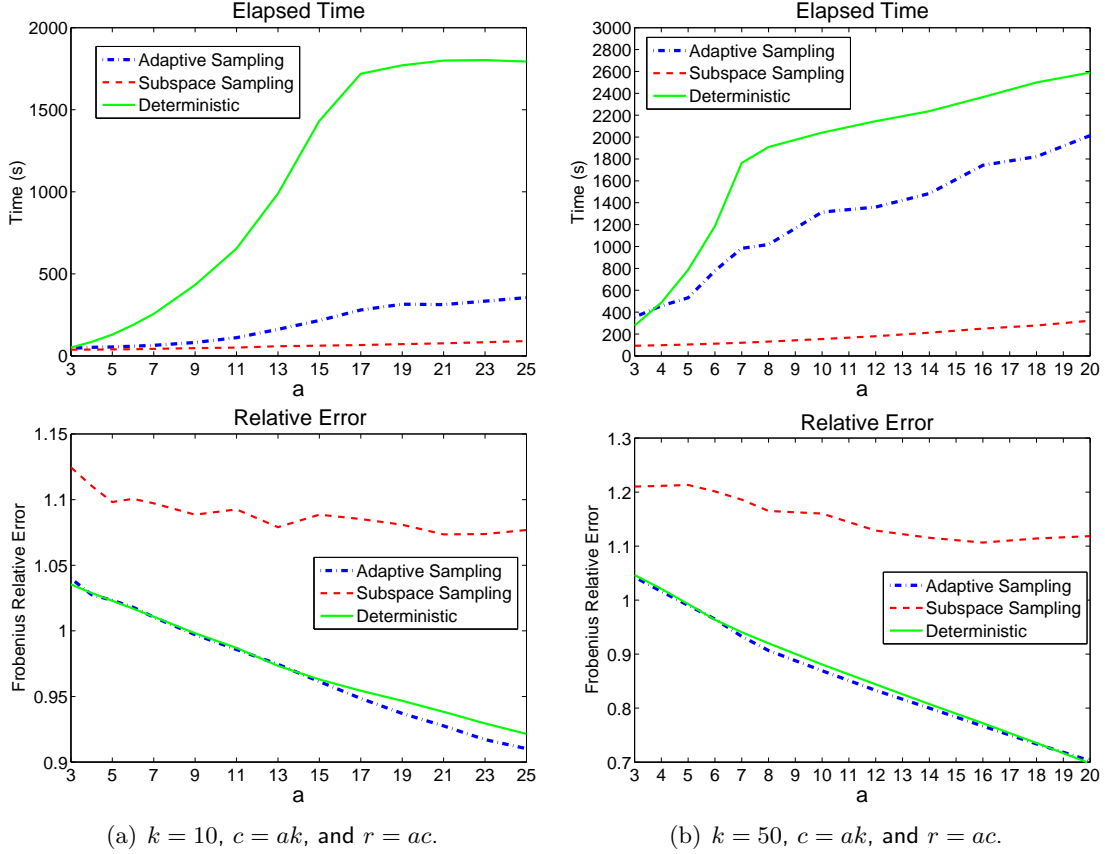 Elapsed Time
2000
1500
1000
500
0
Time (s)
Adaptive Sampling
Subspace Sampling
Deterministic
3 5 7 9 11 13 15 17 19 21 23 25
a
Elapsed Time
3000
2800
2600
2400
2200
2000
1800
1600
1400
1200
1000
800
600
400
200
0
Time (s)
Adaptive Sampling
Subspace Sampling
Deterministic
3 4 5 6 7 8 9 10 11 12 13 14 15 16 17 18 19 20
a
Relative Error
1.15
1.1
1.05
1
0.95
0.9
Frobenius Relative Error
Adaptive Sampling
Subspace Sampling
Deterministic
3 5 7 9 11 13 15 17 19 21 23 25
a
Relative Error
1.3
1.2
1.1
1
0.9
0.8
0.7
Frobenius Relative Error
Adaptive Sampling
Subspace Sampling
Deterministic
3 4 5 6 7 8 9 10 11 12 13 14 15 16 17 18 19 20
a
(a) k = 10, c = ak, and r = ac.
(b) k = 50, c = ak, and r = ac.